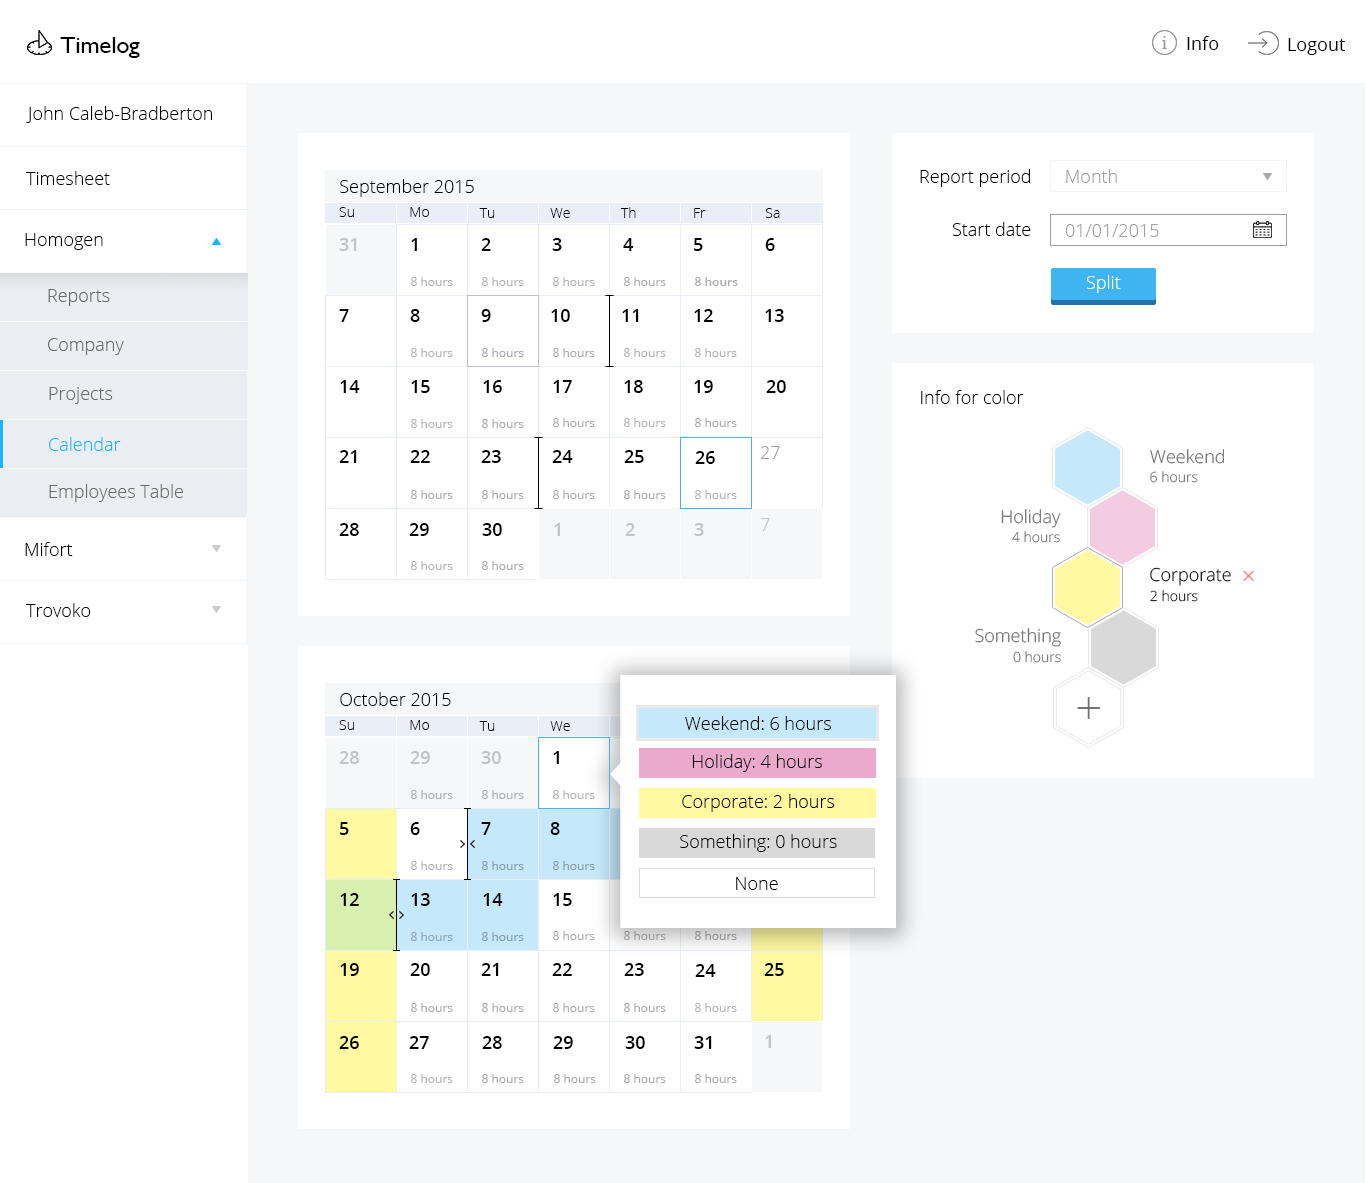 Timelog
Info
Logout
John Caleb-Bradberton
Timesheet
Homogen
Reports
Company
Projects
Calendar
Employees Table
Mifort
Trovoko
September 2015
Su Mo Tu We Th Fr Sa
31 1 2 3 4 5 6
8 hours 8 hours 8 hours 8 hours 8 hours
7 8 9 10 11 12 13
8 hours 8 hours 8 hours 8 hours 8 hours
14 15 16 17 18 19 20
8 hours 8 hours 8 hours 8 hours 8 hours
21 22 23 24 25 26 27
8 hours 8 hours 8 hours 8 hours 8 hours
28 29 30 1 2 3 7
8 hours 8 hours
October 2015
Su Mo Tu We
28 29 30 1
8 hours 8 hours 8 hours
5 6 7 8
8 hours 8 hours 8 hours
12 13 14 15
8 hours 8 hours 8 hours 8 hours 8 hours
19 20 21 22 23 24 25
8 hours 8 hours 8 hours 8 hours 8 hours
26 27 28 29 30 31 1
8 hours 8 hours 8 hours 8 hours 8 hours
Weekend: 6 hours
Holiday: 4 hours
Corporate: 2 hours
Something: 0 hours
None
Report period Month
Start date 01/01/2015
Split
Info for color
Weekend
6 hours
Holiday
4 hours
Corporate
2 hours
Something
0 hours